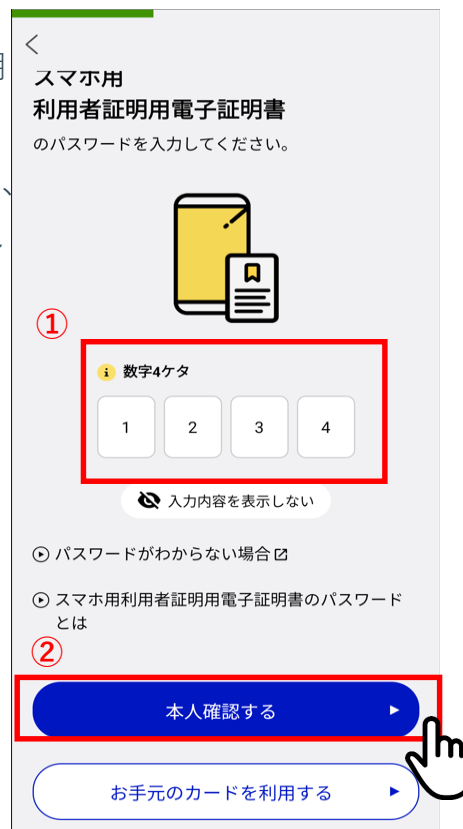 スマホ用
利用者証明用電子証明書
のパスワードを入力してください。
①
i 数字4ケタ
1 2 3 4
入力内容を表示しない
パスワードがわからない場合
スマホ用利用者証明用電子証明書のパスワード
とは
②
本人確認する
お手元のカードを利用する